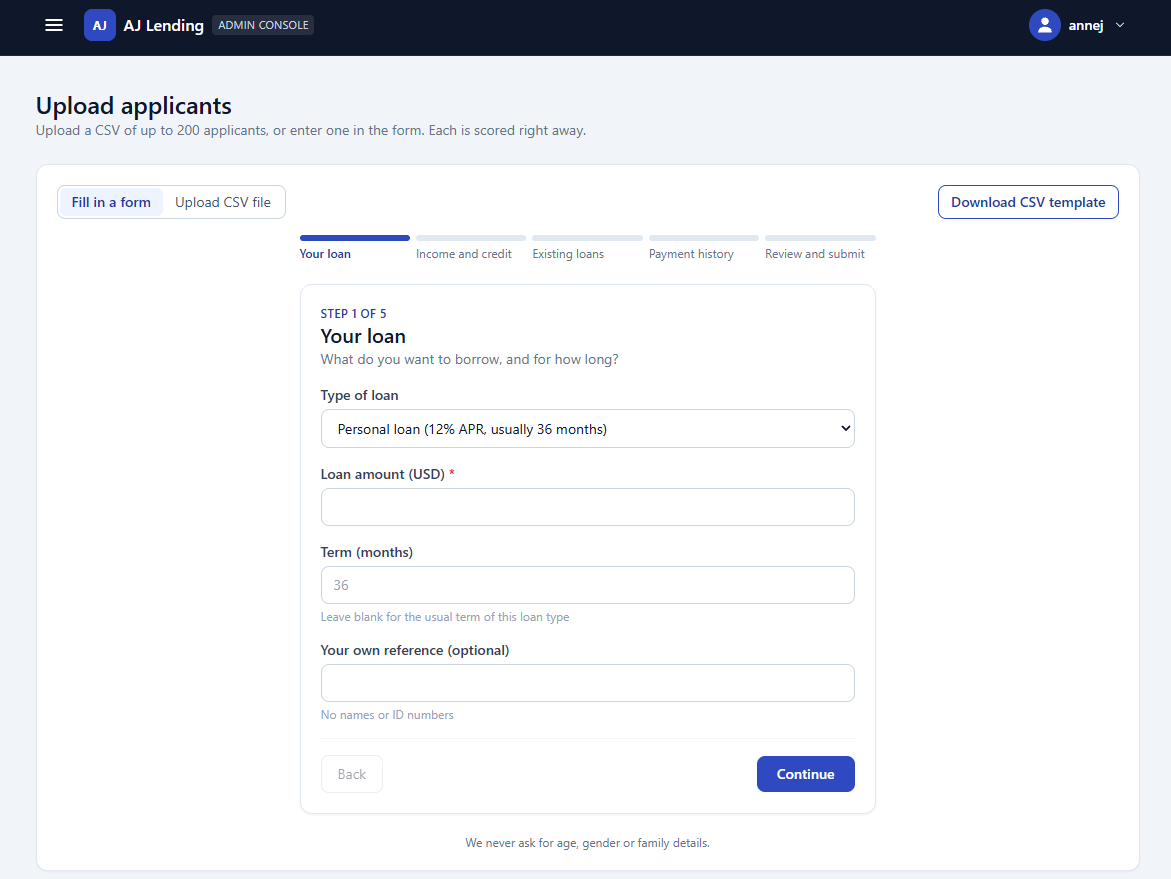 AJ AJ Lending ADMIN CONSOLE annej
Upload applicants
Upload a CSV of up to 200 applicants, or enter one in the form. Each is scored right away.
Fill in a form Upload CSV file Download CSV template
Your loan Income and credit Existing loans Payment history Review and submit
STEP 1 OF 5
Your loan
What do you want to borrow, and for how long?
Type of loan
Personal loan (12% APR, usually 36 months)
Loan amount (USD) *
Term (months)
36
Leave blank for the usual term of this loan type
Your own reference (optional)
No names or ID numbers
Back Continue
We never ask for age, gender or family details.